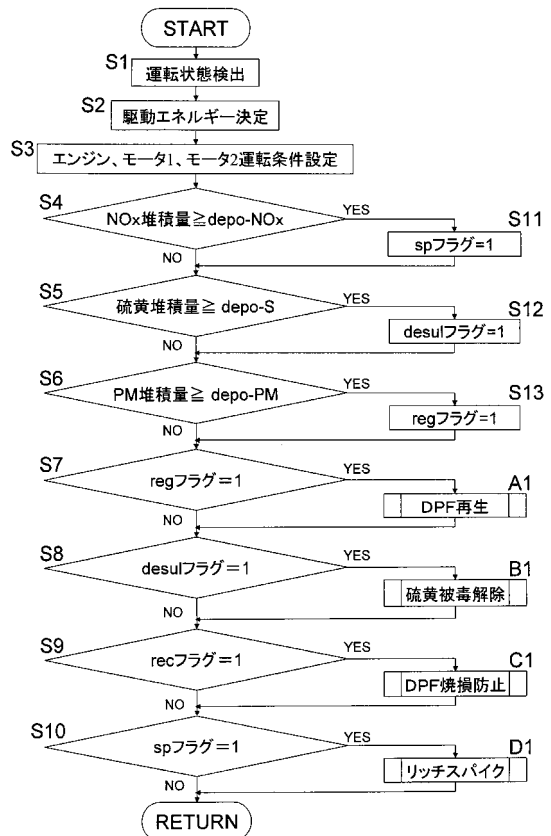 START
S1
運転状態検出
S2
駆動エネルギー決定
S3
エンジン、モータ1、モータ2運転条件設定
S4
NOx堆積量≧depo-NOx
YES
S11
spフラグ=1
NO
S5
硫黄堆積量≧ depo-S
YES
S12
desulフラグ=1
NO
S6
PM堆積量≧ depo-PM
YES
S13
regフラグ=1
NO
S7
regフラグ=1
YES
A1
DPF再生
NO
S8
desulフラグ=1
YES
B1
硫黄被毒解除
NO
S9
recフラグ=1
YES
C1
DPF焼損防止
NO
S10
spフラグ=1
YES
D1
リッチスパイク
NO
RETURN